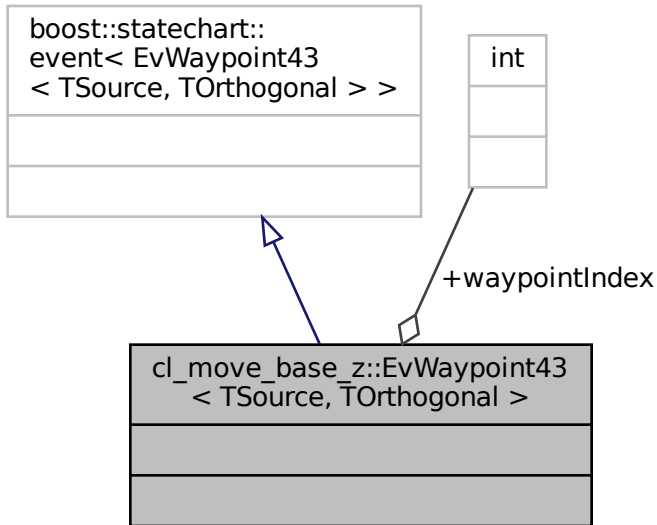 boost::statechart::
event< EvWaypoint43
< TSource, TOrthogonal > >
int
+waypointIndex
cl_move_base_z::EvWaypoint43
< TSource, TOrthogonal >